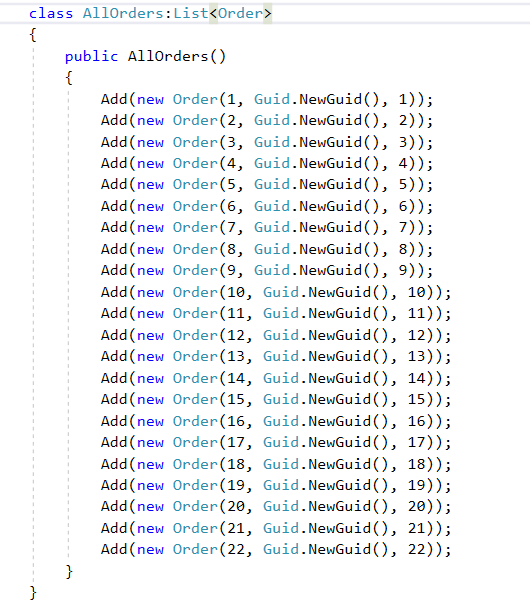 class AllOrders:List<Order>
{
public AllOrders()
{
Add(new Order(1, Guid.NewGuid(), 1));
Add(new Order(2, Guid.NewGuid(), 2));
Add(new Order(3, Guid.NewGuid(), 3));
Add(new Order(4, Guid.NewGuid(), 4));
Add(new Order(5, Guid.NewGuid(), 5));
Add(new Order(6, Guid.NewGuid(), 6));
Add(new Order(7, Guid.NewGuid(), 7));
Add(new Order(8, Guid.NewGuid(), 8));
Add(new Order(9, Guid.NewGuid(), 9));
Add(new Order(10, Guid.NewGuid(), 10));
Add(new Order(11, Guid.NewGuid(), 11));
Add(new Order(12, Guid.NewGuid(), 12));
Add(new Order(13, Guid.NewGuid(), 13));
Add(new Order(14, Guid.NewGuid(), 14));
Add(new Order(15, Guid.NewGuid(), 15));
Add(new Order(16, Guid.NewGuid(), 16));
Add(new Order(17, Guid.NewGuid(), 17));
Add(new Order(18, Guid.NewGuid(), 18));
Add(new Order(19, Guid.NewGuid(), 19));
Add(new Order(20, Guid.NewGuid(), 20));
Add(new Order(21, Guid.NewGuid(), 21));
Add(new Order(22, Guid.NewGuid(), 22));
}
}